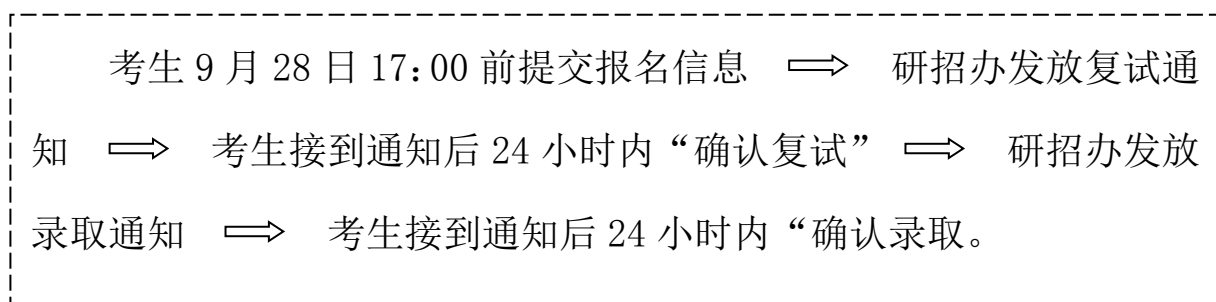 考生 9 月 28 日 17:00 前提交报名信息 ⇨ 研招办发放复试通
知 ⇨ 考生接到通知后 24 小时内“确认复试” ⇨ 研招办发放
录取通知 ⇨ 考生接到通知后 24 小时内“确认录取。